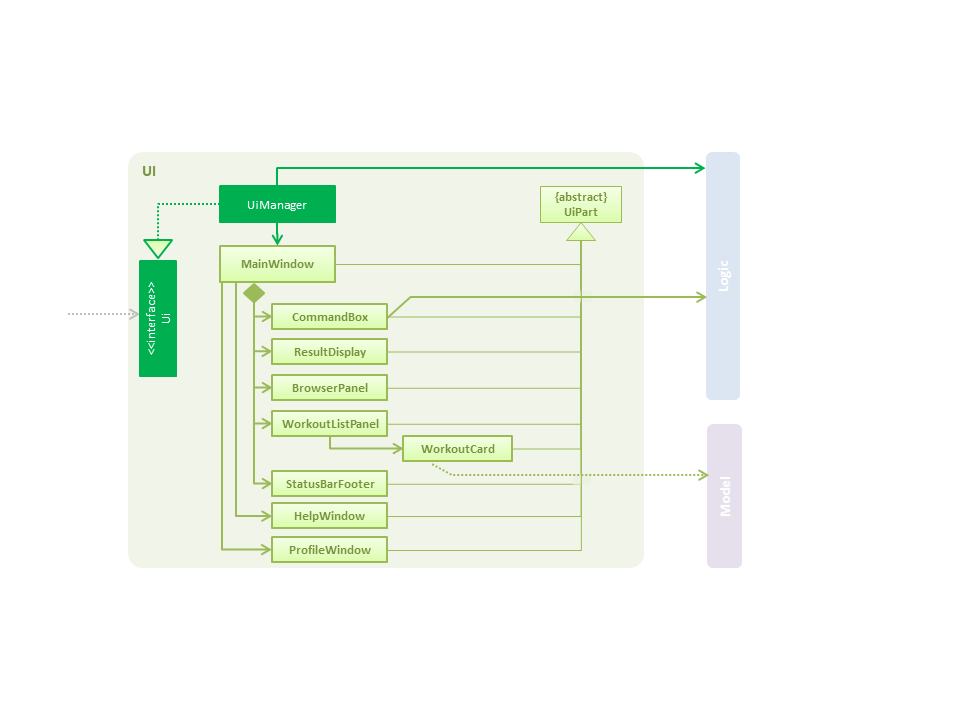 UI
UiManager
{abstract}
UiPart
MainWindow
<<interface>>
Ui
CommandBox
ResultDisplay
BrowserPanel
WorkoutListPanel
WorkoutCard
StatusBarFooter
HelpWindow
ProfileWindow
Logic
Model